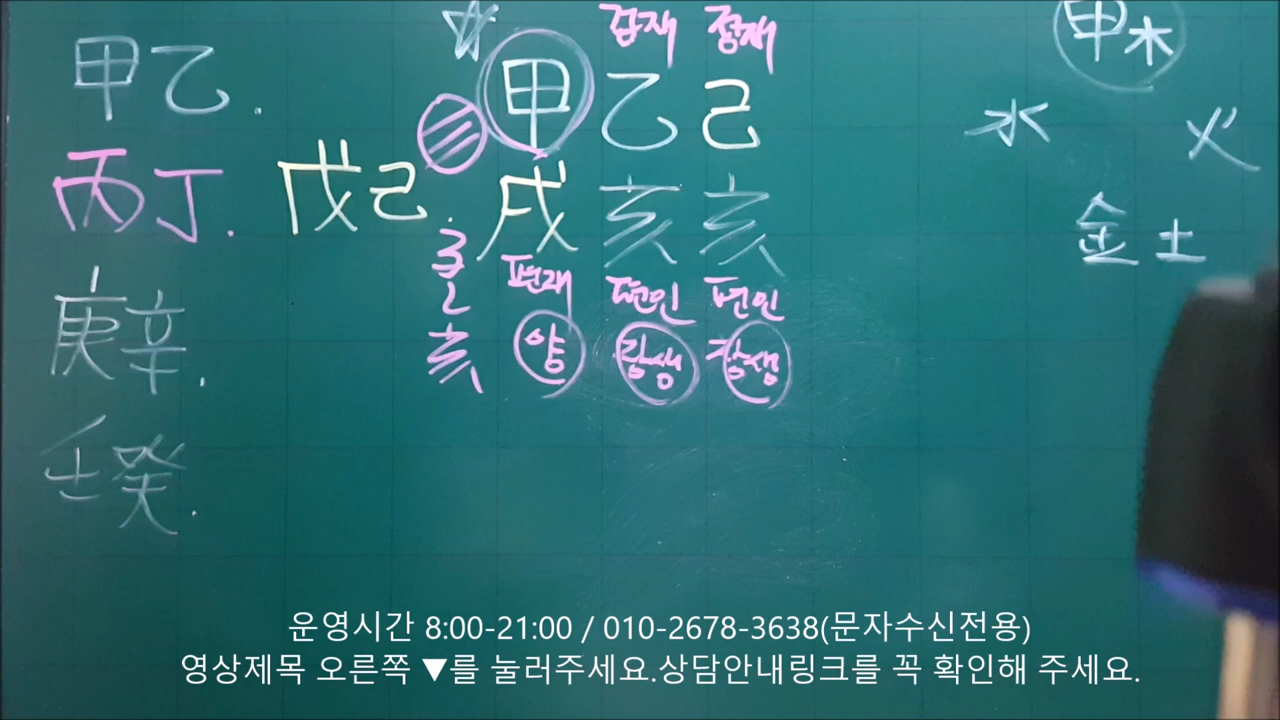 겁재 정재
甲木
甲乙.
甲 乙 己
水 火
丙丁. 戊己.
戌 亥 亥
金 土
편재 편인 편인
庚辛.
亥
양 장생 장생
壬癸.
운영시간 8:00-21:00 / 010-2678-3638(문자수신전용)
영상제목 오른쪽 ▼를 눌러주세요.상담안내링크를 꼭 확인해 주세요.